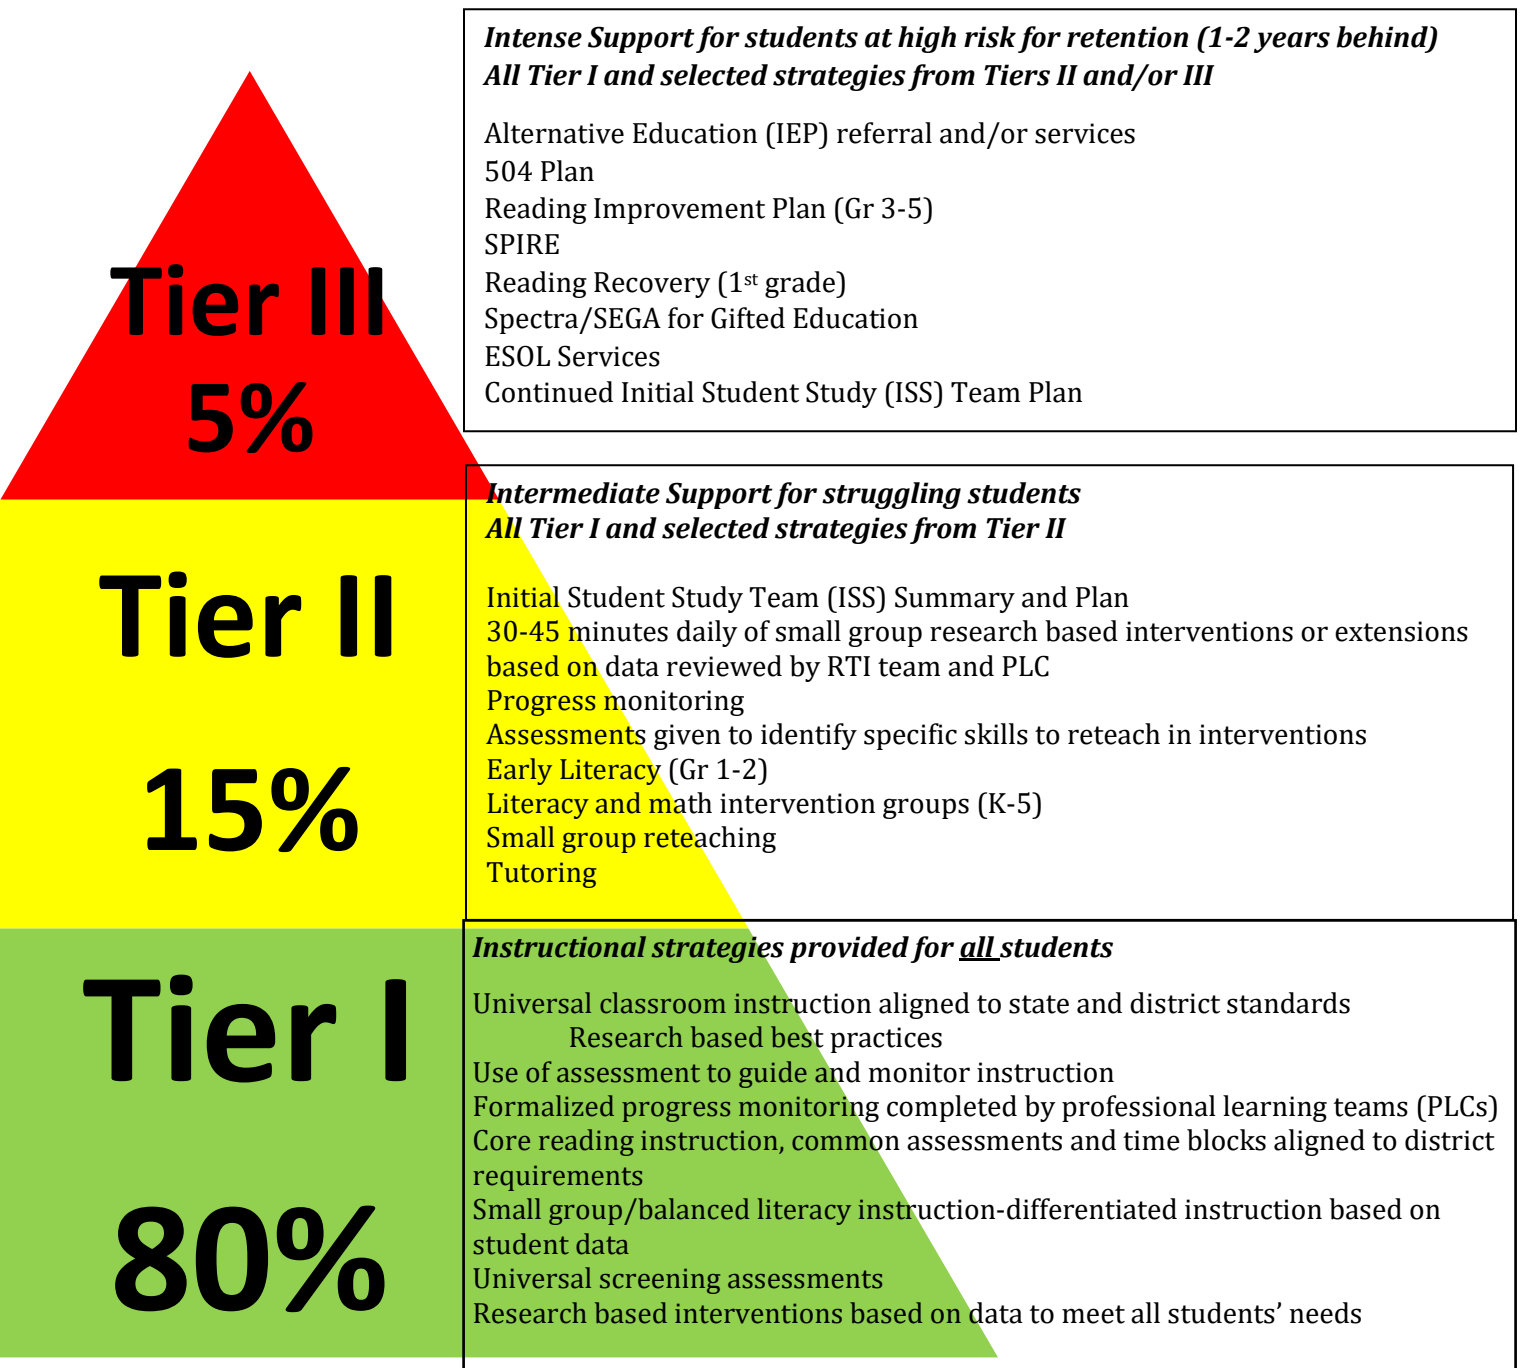 Intense Support for students at high risk for retention (1-2 years behind)
All Tier I and selected strategies from Tiers II and/or III
Alternative Education (IEP) referral and/or services
504 Plan
Reading Improvement Plan (Gr 3-5)
SPIRE
Reading Recovery (1st grade)
Spectra/SEGA for Gifted Education
ESOL Services
Continued Initial Student Study (ISS) Team Plan
Tier III
5%
Intermediate Support for struggling students
All Tier I and selected strategies from Tier II
Initial Student Study Team (ISS) Summary and Plan
30-45 minutes daily of small group research based interventions or extensions
based on data reviewed by RTI team and PLC
Progress monitoring
Assessments given to identify specific skills to reteach in interventions
Early Literacy (Gr 1-2)
Literacy and math intervention groups (K-5)
Small group reteaching
Tutoring
Tier II
15%
Instructional strategies provided for all students
Universal classroom instruction aligned to state and district standards
Research based best practices
Use of assessment to guide and monitor instruction
Formalized progress monitoring completed by professional learning teams (PLCs)
Core reading instruction, common assessments and time blocks aligned to district
requirements
Small group/balanced literacy instruction-differentiated instruction based on
student data
Universal screening assessments
Research based interventions based on data to meet all students’ needs
Tier I
80%